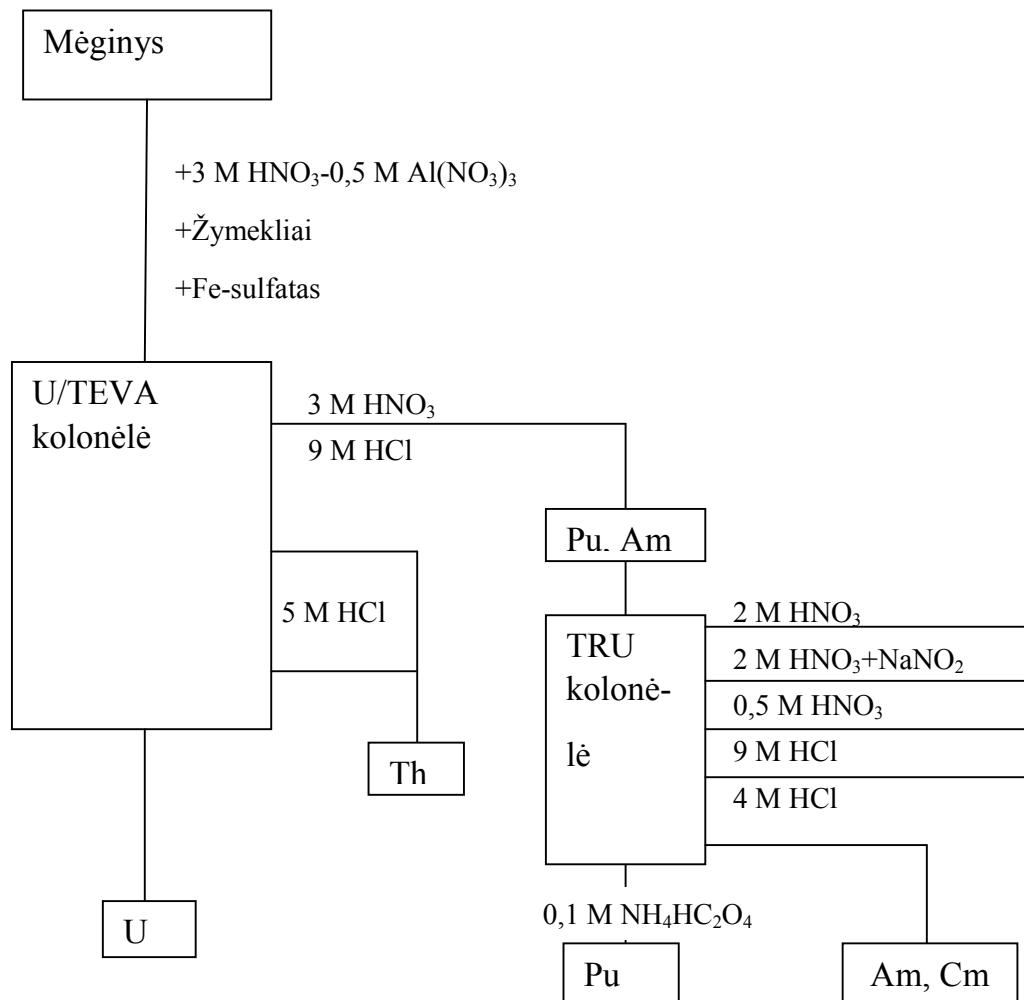 Mėginys
+3 M HNO₃-0,5 M Al(NO₃)₃
+Žymekliai
+Fe-sulfatas
U/TEVA
kolonėlė
3 M HNO₃
9 M HCl
Pu, Am
5 M HCl
Th
U
TRU
kolonė-
lė
2 M HNO₃
2 M HNO₃+NaNO₂
0,5 M HNO₃
9 M HCl
4 M HCl
0,1 M NH₄HC₂O₄
Pu
Am, Cm